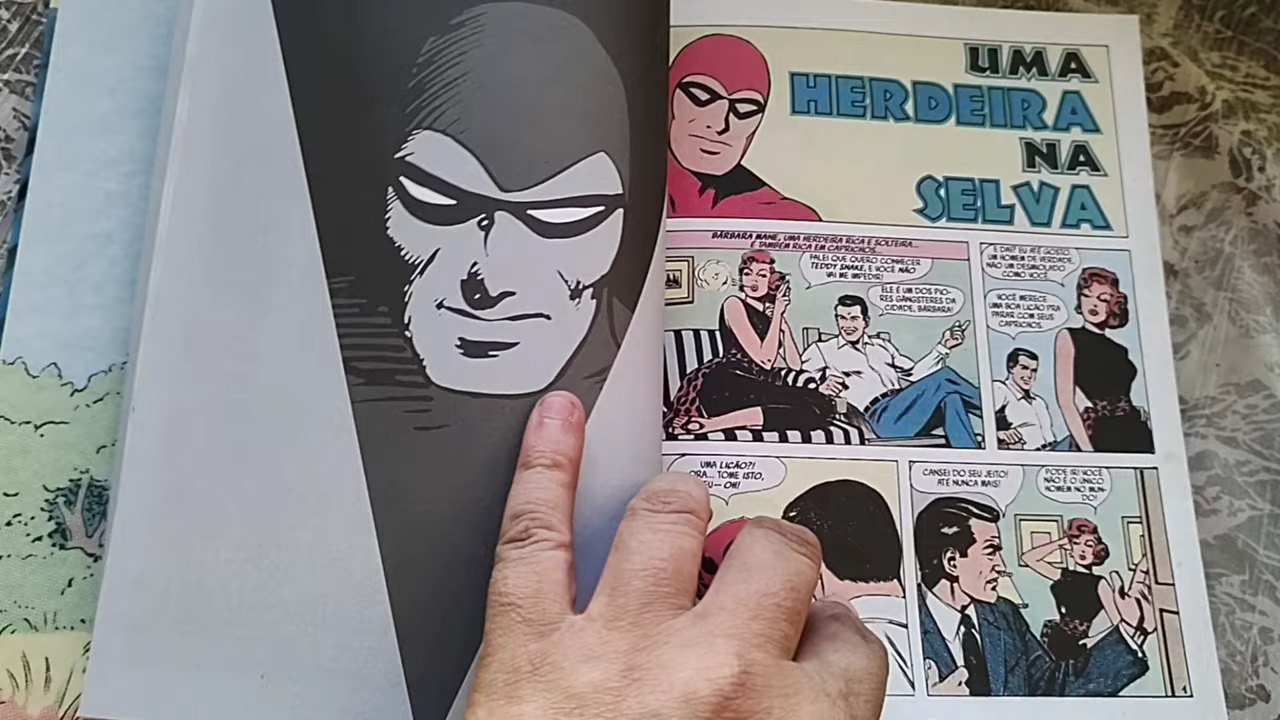 UMA
HERDEIRA
NA
SELVA
BÁRBARA MANE, UMA HERDEIRA RICA E SOLTEIRA...
E TAMBÉM RICA EM CAPRICHOS...
FALEI QUE QUERO CONHECER
TEDDY SNAKE, E VOCÊ NÃO
VAI ME IMPEDIR!
ELE É UM DOS PIO-
RES GÂNGSTERES DA
CIDADE, BÁRBARA!
E DAÍ? EU ATÉ GOSTO.
UM HOMEM DE VERDADE,
NÃO UM DESMIOLADO
COMO VOCÊ.
VOCÊ MERECE
UMA BOA LIÇÃO PRA
PARAR COM SEUS
CAPRICHOS.
UMA LIÇÃO?!
ORA... TOME ISTO,
SEU-- OH!
CANSEI DO SEU JEITO!
ATÉ NUNCA MAIS!
PODE IR! VOCÊ
NÃO É O ÚNICO
HOMEM NO MUN-
DO!
1